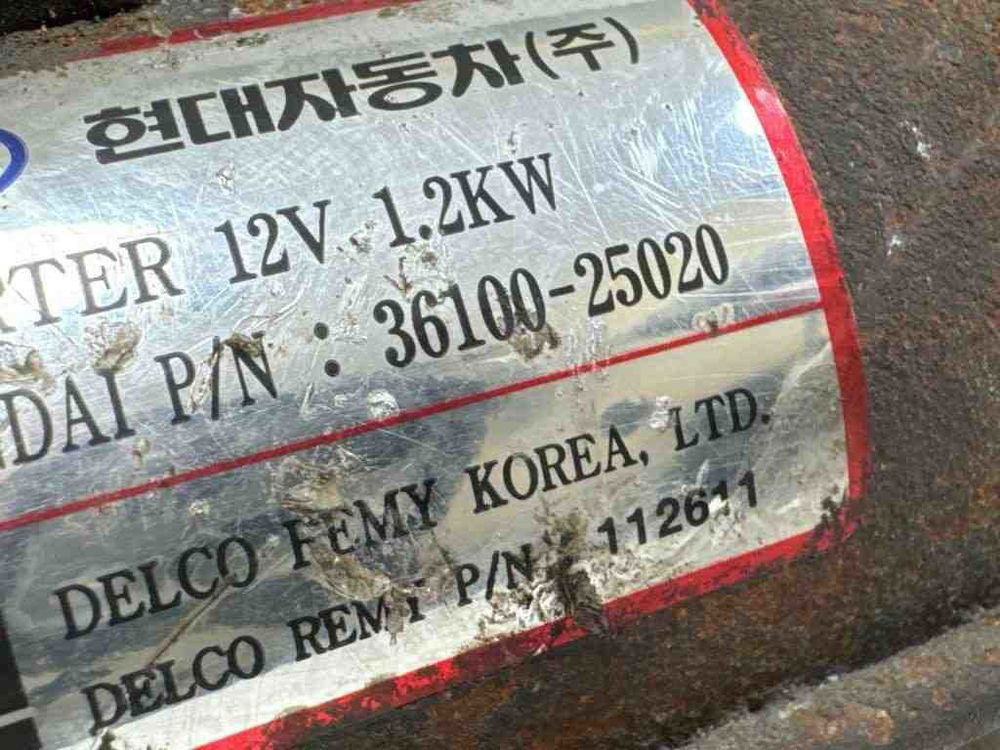 현대자동차(주)
TER 12V 1.2KW
DAI P/N : 36100-25020
DELCO REMY KOREA, LTD.
DELCO REMY P/N : 112611